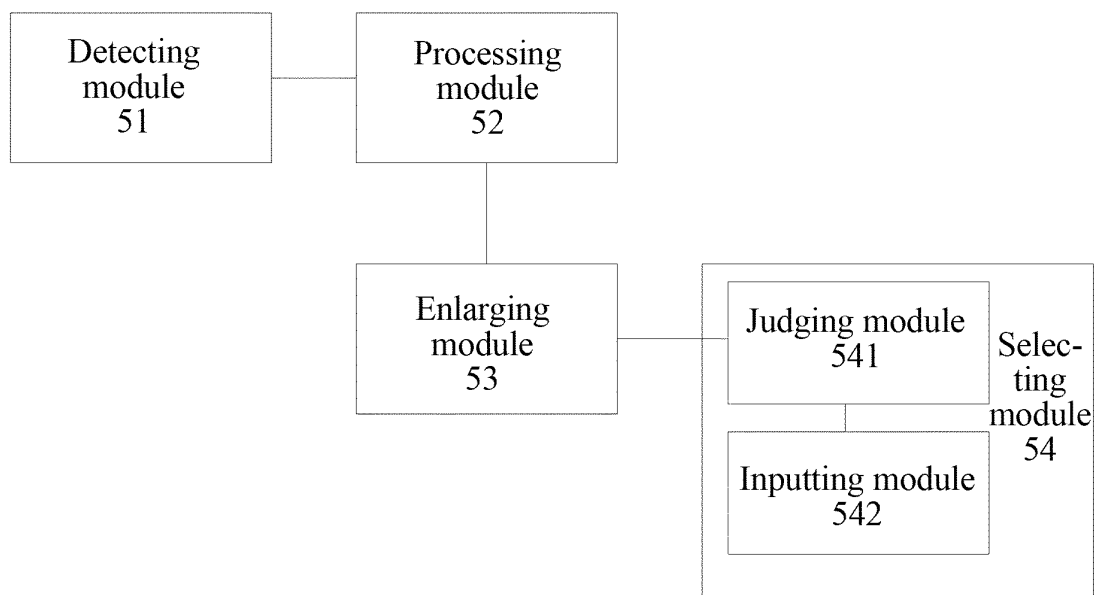 Detecting
module
51
Processing
module
52
Enlarging
module
53
Judging module
541
Inputting module
542
Selec-
ting
module
54